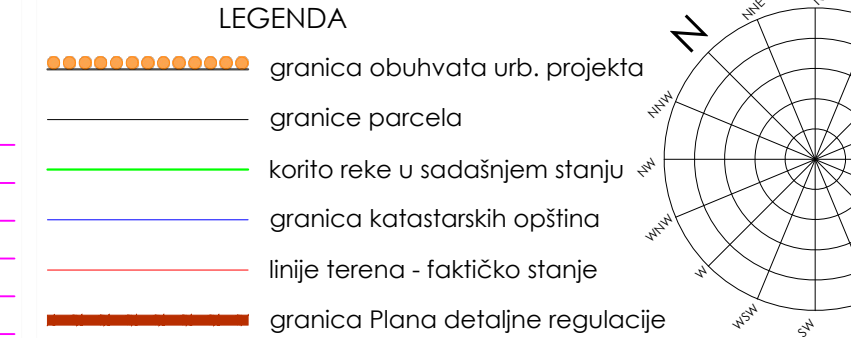 LEGENDA
granica obuhvata urb. projekta
granice parcela
korito reke u sadašnjem stanju
granica katastarskih opština
linije terena - faktičko stanje
granica Plana detaljne regulacije
NNE
N
NNW
NW
WNW
W
WSW
SW